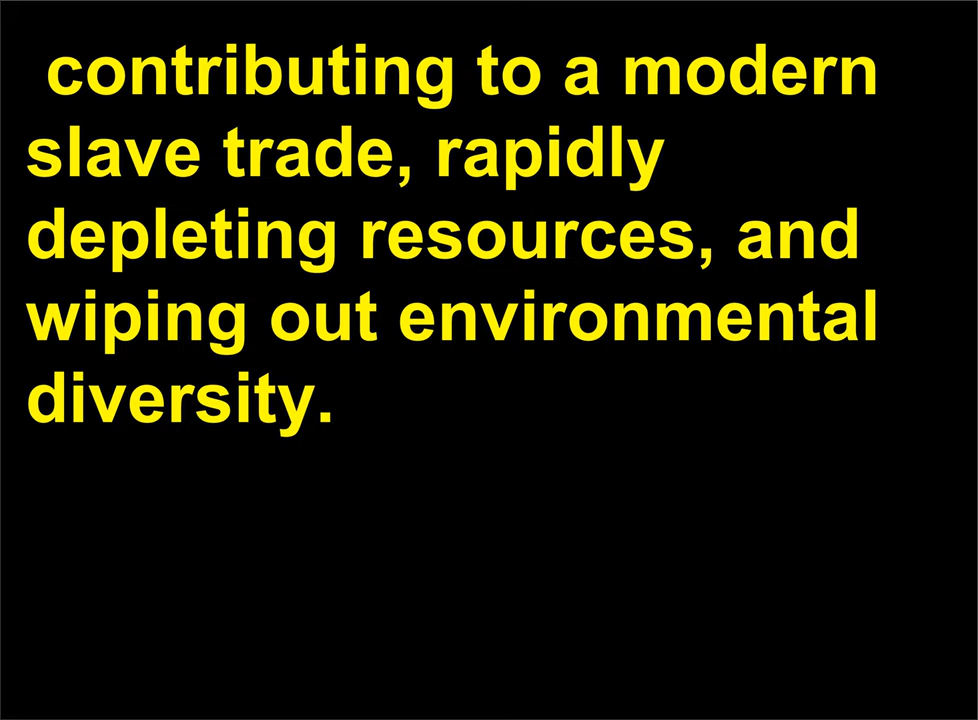 contributing to a modern
slave trade, rapidly
depleting resources, and
wiping out environmental
diversity.